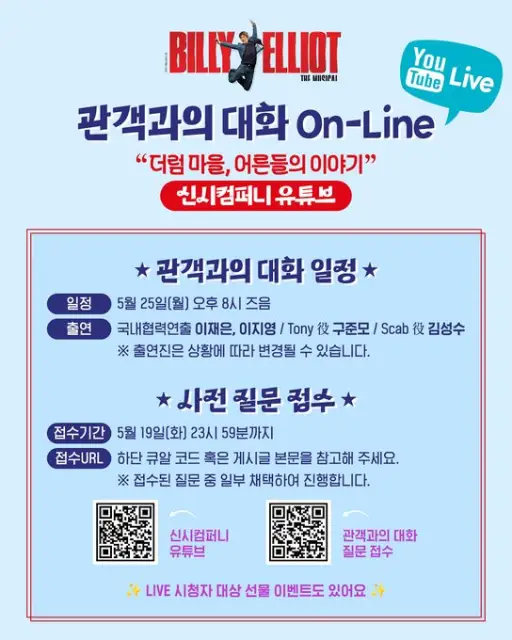 BILLY ELLIOT
THE MUSICAL
You Tube Live
관객과의 대화 On-Line
“더럼 마을, 어른들의 이야기”
신시컴퍼니 유튜브
★ 관객과의 대화 일정 ★
일정 5월 25일(월) 오후 8시 즈음
출연 국내협력연출 이재은, 이지영 / Tony 役 구준모 / Scab 役 김성수
※ 출연진은 상황에 따라 변경될 수 있습니다.
★ 사전 질문 접수 ★
접수기간 5월 19일(화) 23시 59분까지
접수URL 하단 큐알 코드 혹은 게시글 본문을 참고해 주세요.
※ 접수된 질문 중 일부 채택하여 진행합니다.
신시컴퍼니
유튜브
관객과의 대화
질문 접수
✨ LIVE 시청자 대상 선물 이벤트도 있어요 ✨